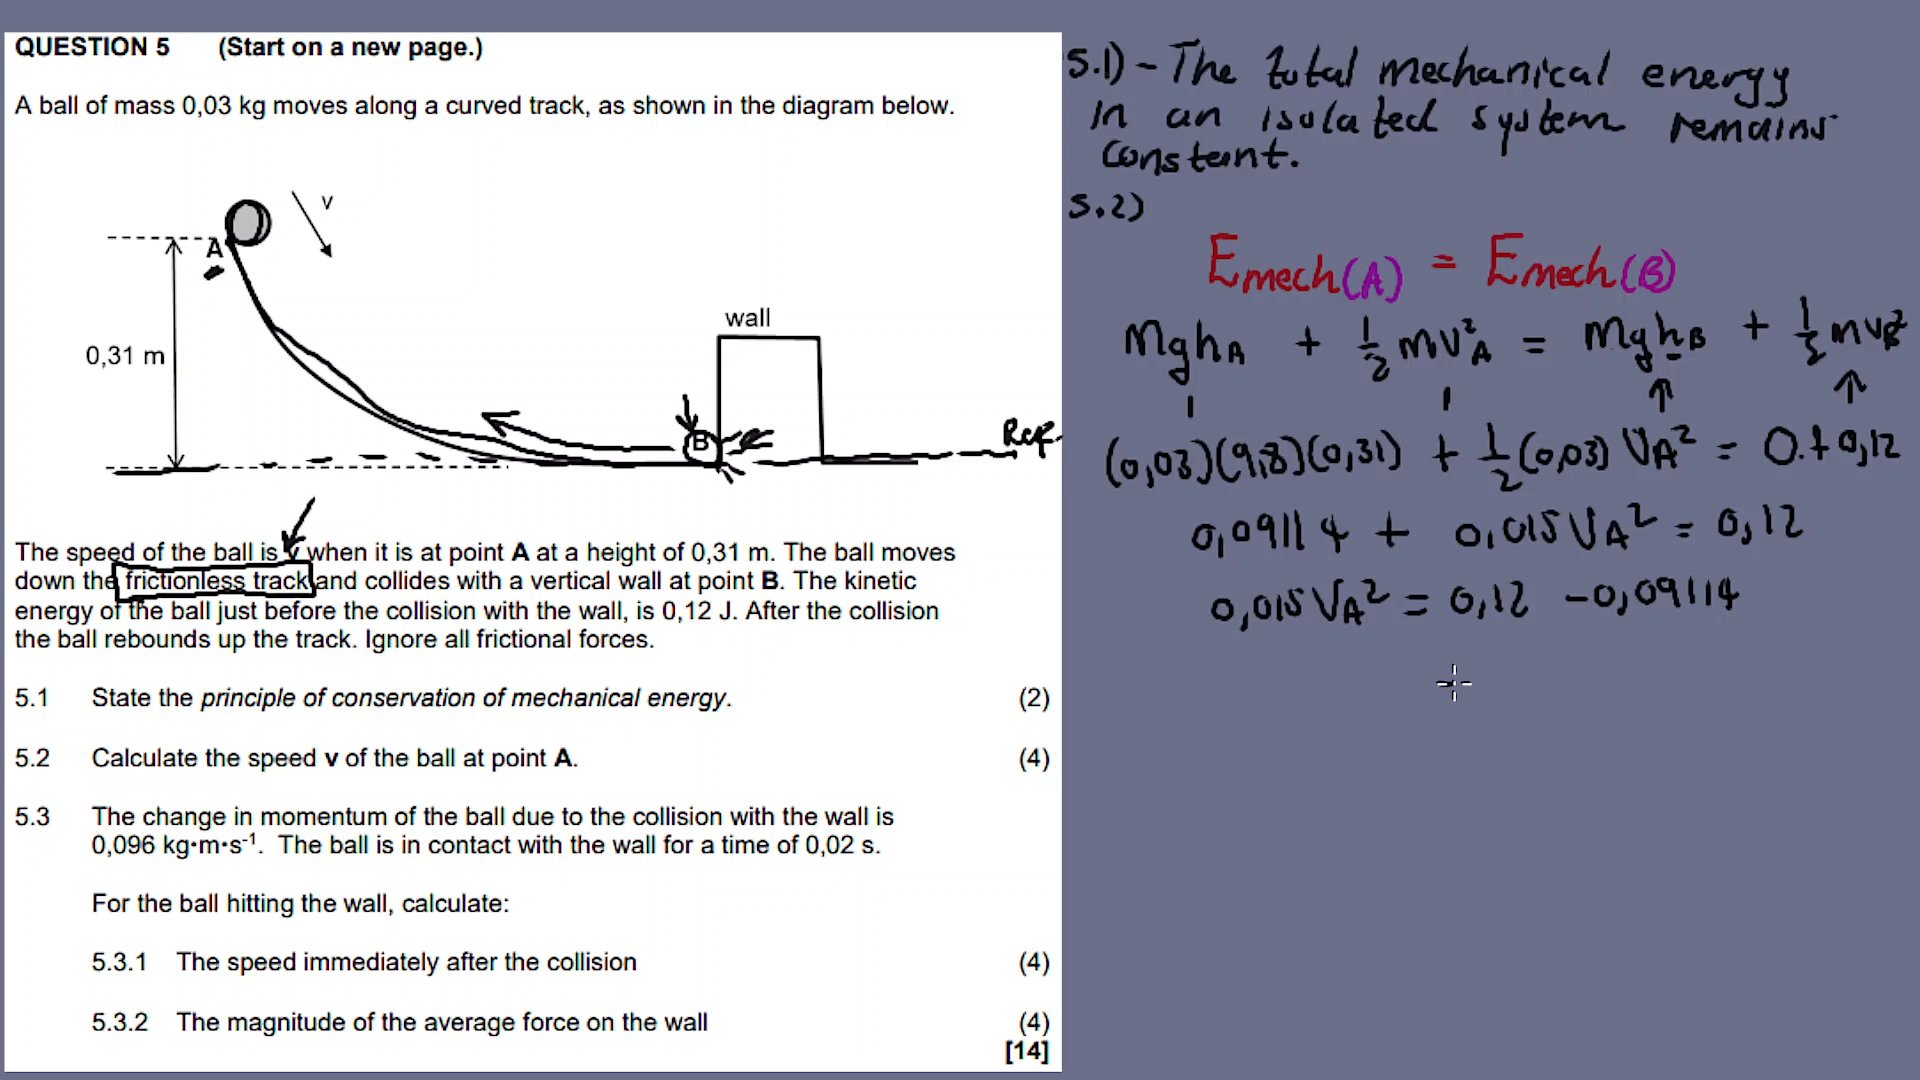 QUESTION 5 (Start on a new page.)
A ball of mass 0,03 kg moves along a curved track, as shown in the diagram below.
v
A
wall
0,31 m
B
Ref.
The speed of the ball is v when it is at point A at a height of 0,31 m. The ball moves
down the frictionless track and collides with a vertical wall at point B. The kinetic
energy of the ball just before the collision with the wall, is 0,12 J. After the collision
the ball rebounds up the track. Ignore all frictional forces.
5.1 State the principle of conservation of mechanical energy. (2)
5.2 Calculate the speed v of the ball at point A. (4)
5.3 The change in momentum of the ball due to the collision with the wall is
0,096 kg•m•s⁻¹. The ball is in contact with the wall for a time of 0,02 s.
For the ball hitting the wall, calculate:
5.3.1 The speed immediately after the collision (4)
5.3.2 The magnitude of the average force on the wall (4)
[14]
5.1) - The total mechanical energy
in an isolated system remains
constant.
5.2)
Emech(A) = Emech(B)
mghA + ½mVA² = mghB + ½mVB²
(0,03)(9,8)(0,31) + ½(0,03)VA² = 0 + 0,12
0,09114 + 0,015VA² = 0,12
0,015VA² = 0,12 - 0,09114